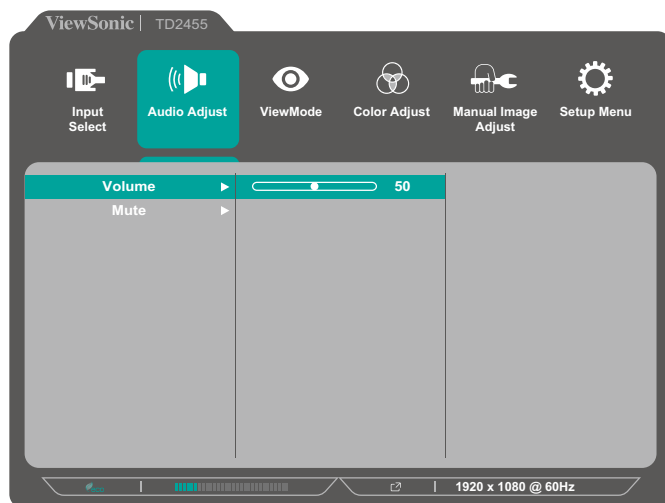 ViewSonic | TD2455
Input Select
Audio Adjust
ViewMode
Color Adjust
Manual Image Adjust
Setup Menu
Volume
50
Mute
1920 x 1080 @ 60Hz